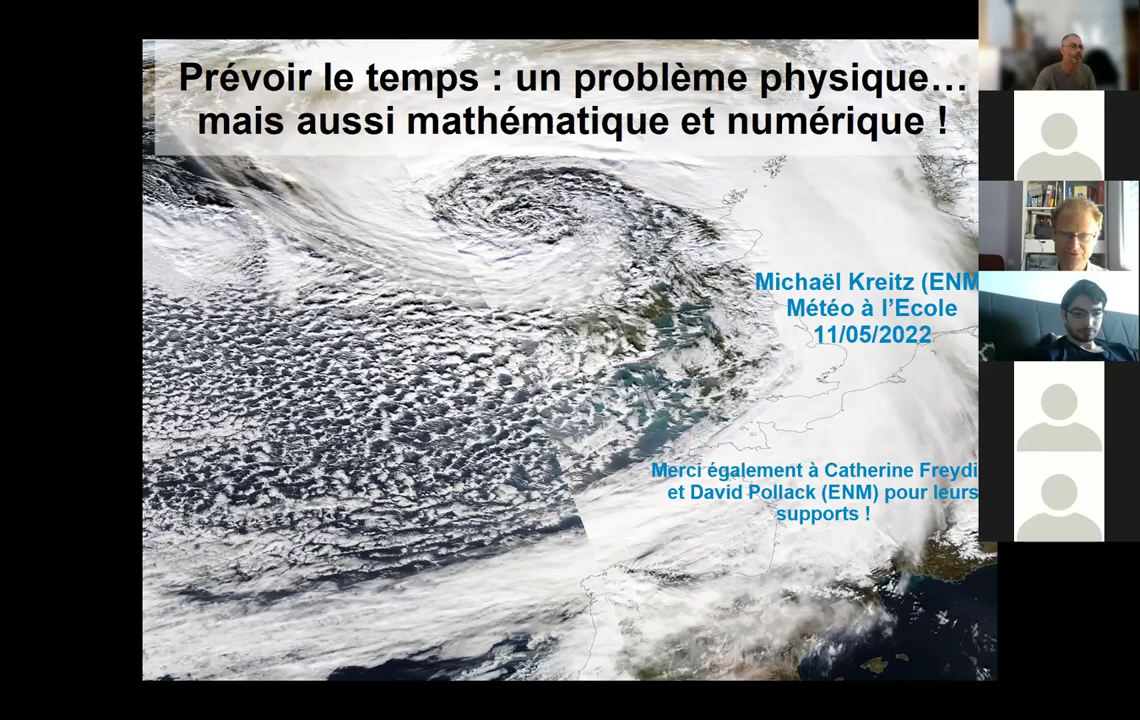 Prévoir le temps : un problème physique…
mais aussi mathématique et numérique !
Michaël Kreitz (ENM
Météo à l’Ecole
11/05/2022
Merci également à Catherine Freydi
et David Pollack (ENM) pour leurs
supports !